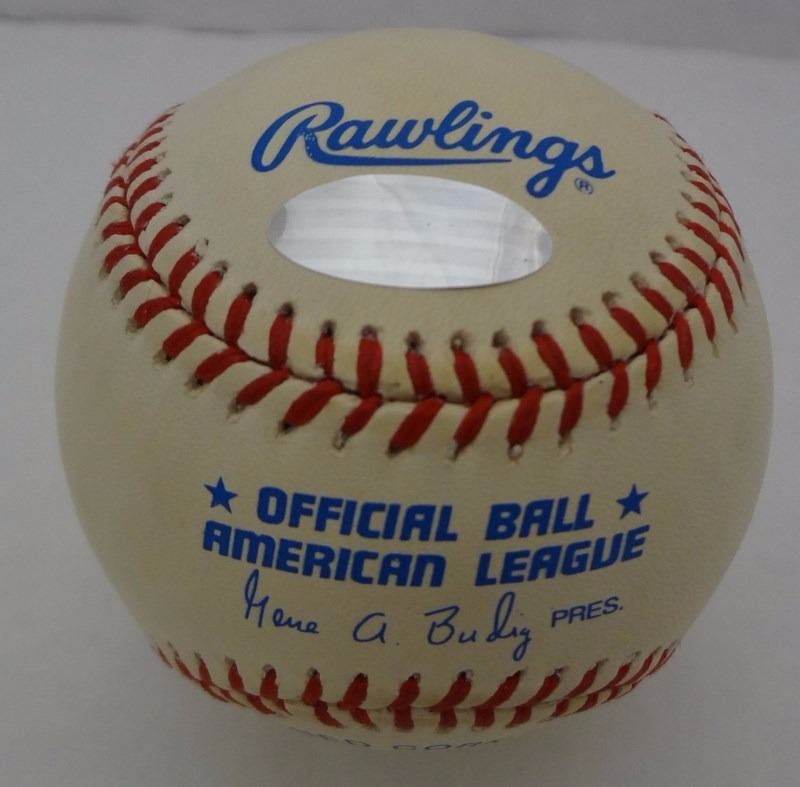 Rawlings®
★ OFFICIAL BALL ★
AMERICAN LEAGUE
Gene A. Budig PRES.